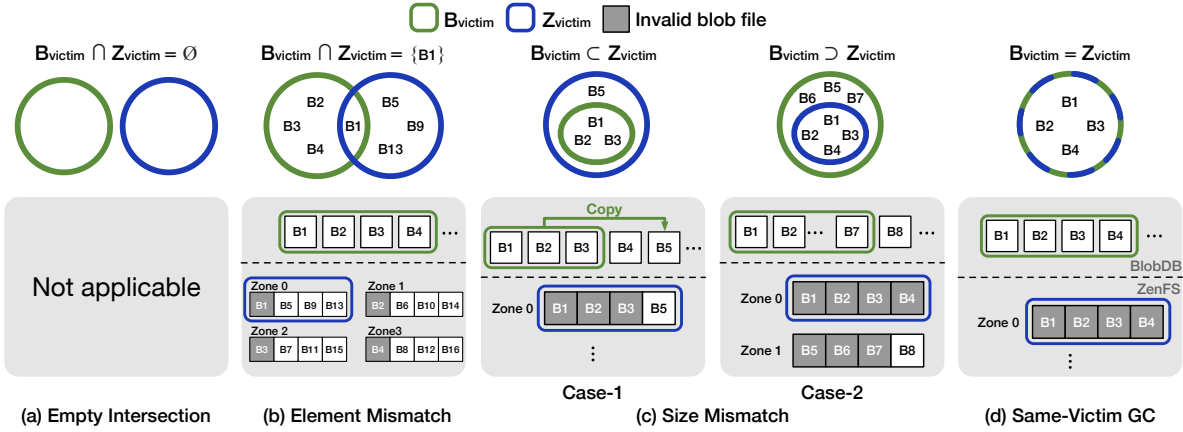 Bvictim Zvictim Invalid blob file
Bvictim ∩ Zvictim = Ø
Bvictim ∩ Zvictim = {B1}
Bvictim ⊂ Zvictim
Bvictim ⊃ Zvictim
Bvictim = Zvictim
B2
B3
B4
B1
B5
B9
B13
B5
B1
B2 B3
B5
B6 B7
B1
B2 B3
B4
B1
B2 B3
B4
Not applicable
B1 B2 B3 B4 ...
Zone 0
B1 B5 B9 B13
Zone 1
B2 B6 B10 B14
Zone 2
B3 B7 B11 B15
Zone3
B4 B8 B12 B16
Copy
B1 B2 B3 B4 B5 ...
Zone 0 B1 B2 B3 B5
⋮
B1 B2 ... B7 B8 ...
Zone 0 B1 B2 B3 B4
Zone 1 B5 B6 B7 B8
B1 B2 B3 B4 ...
BlobDB
ZenFS
Zone 0 B1 B2 B3 B4
⋮
Case-1 Case-2
(a) Empty Intersection (b) Element Mismatch (c) Size Mismatch (d) Same-Victim GC